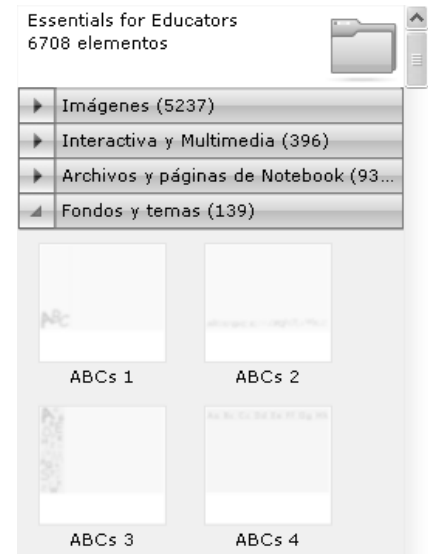 Essentials for Educators
6708 elementos
Imágenes (5237)
Interactiva y Multimedia (396)
Archivos y páginas de Notebook (93...
Fondos y temas (139)
ABC
ABCs 1
ABCs 2
ABCs 3
ABCs 4